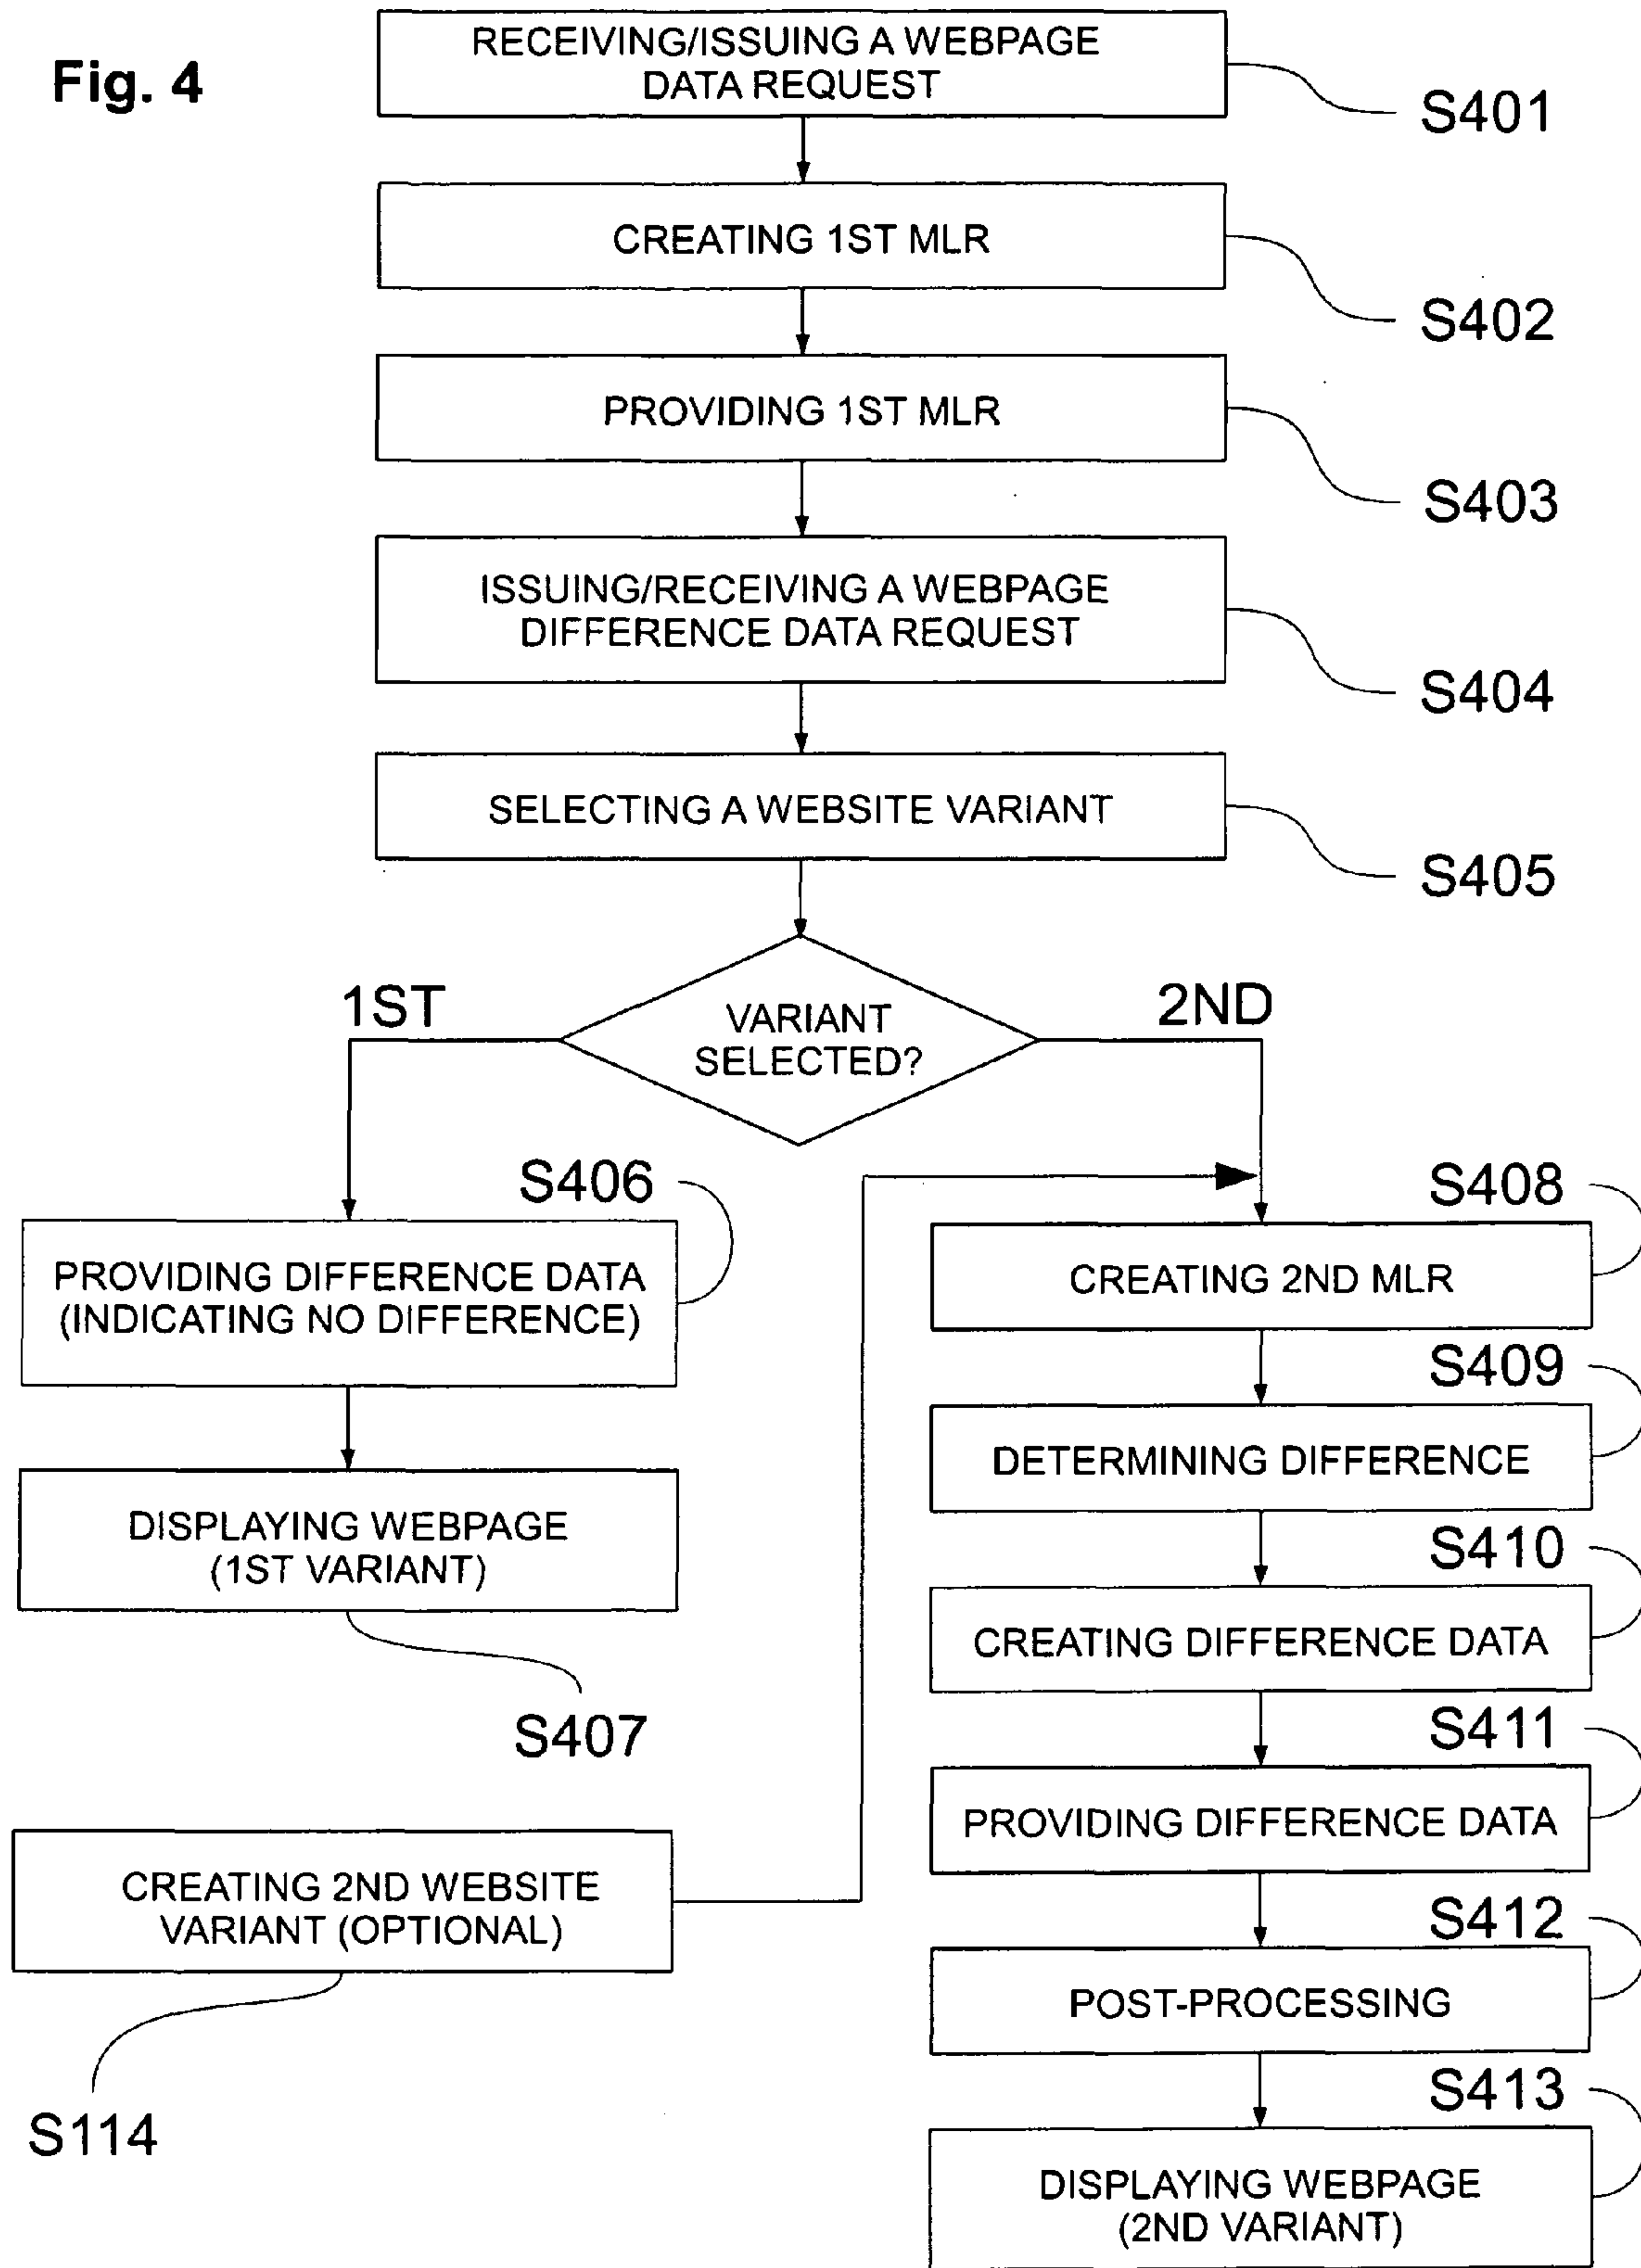 Fig. 4
RECEIVING/ISSUING A WEBPAGE
DATA REQUEST
S401
CREATING 1ST MLR
S402
PROVIDING 1ST MLR
S403
ISSUING/RECEIVING A WEBPAGE
DIFFERENCE DATA REQUEST
S404
SELECTING A WEBSITE VARIANT
S405
1ST
VARIANT
SELECTED?
2ND
S406
PROVIDING DIFFERENCE DATA
(INDICATING NO DIFFERENCE)
DISPLAYING WEBPAGE
(1ST VARIANT)
S407
CREATING 2ND WEBSITE
VARIANT (OPTIONAL)
S114
S408
CREATING 2ND MLR
S409
DETERMINING DIFFERENCE
S410
CREATING DIFFERENCE DATA
S411
PROVIDING DIFFERENCE DATA
S412
POST-PROCESSING
S413
DISPLAYING WEBPAGE
(2ND VARIANT)